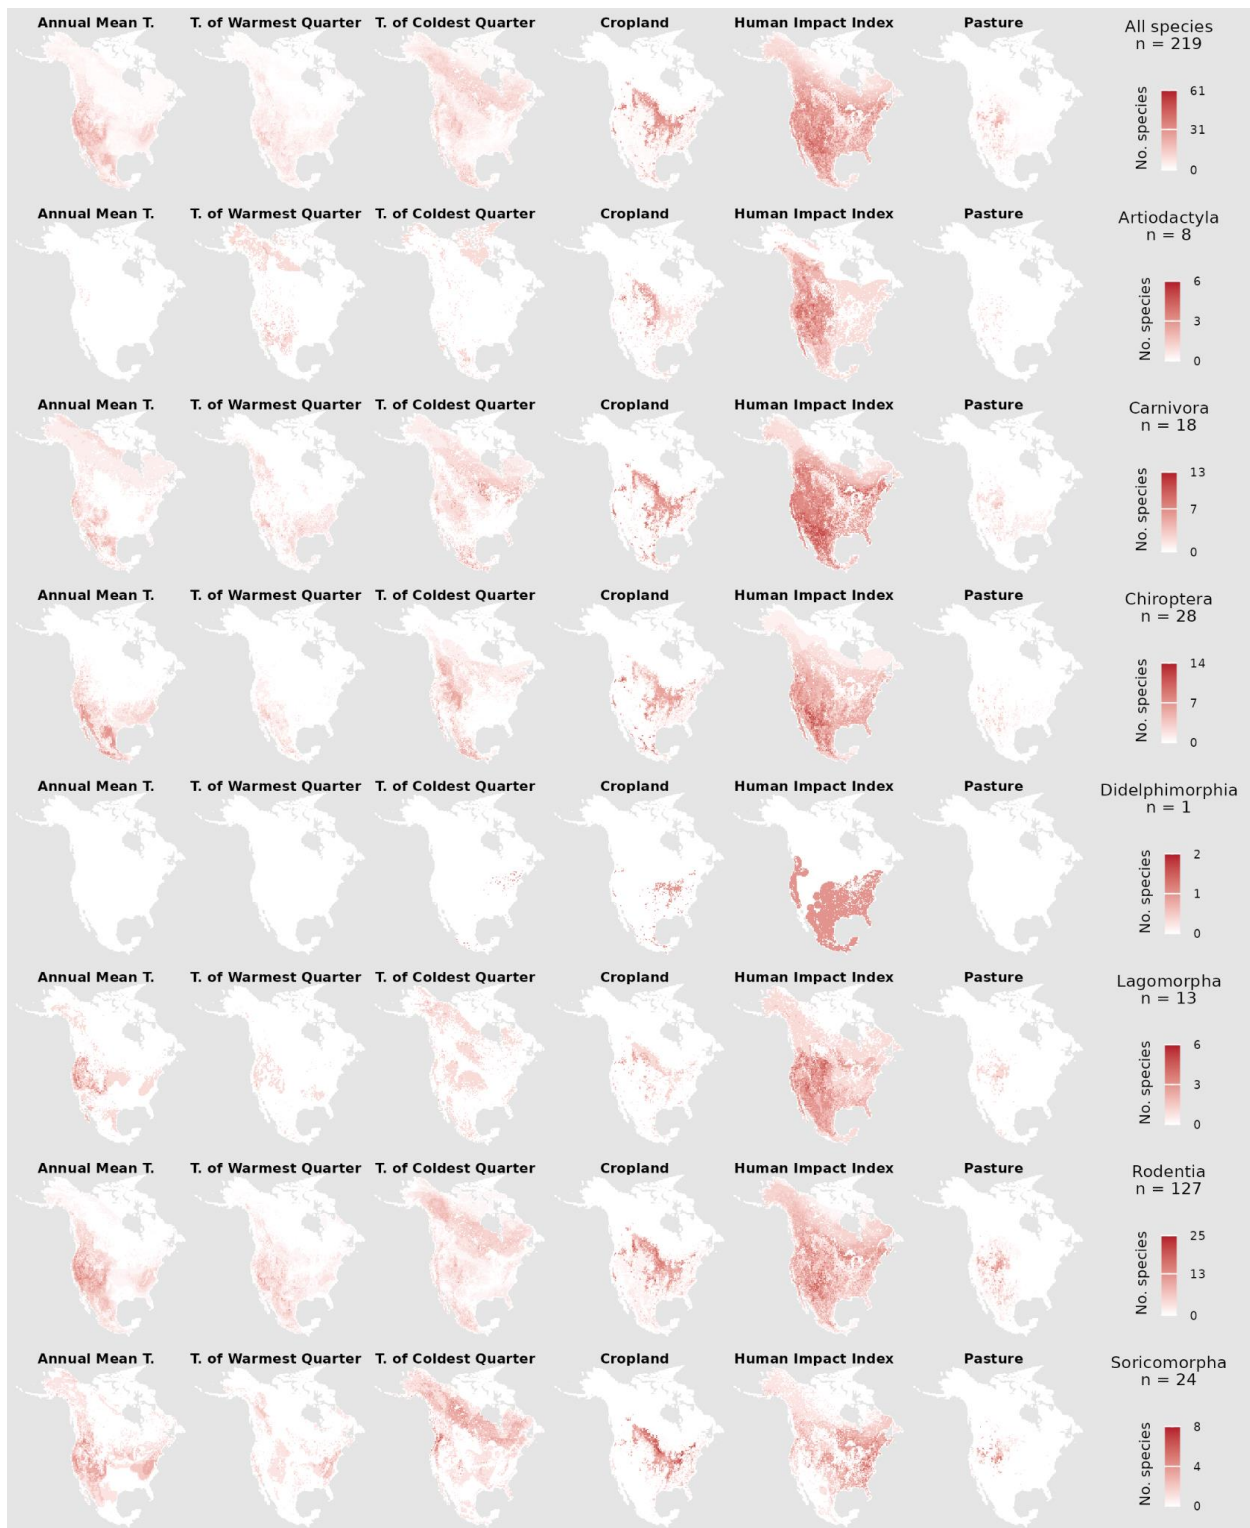 Annual Mean T. T. of Warmest Quarter T. of Coldest Quarter Cropland Human Impact Index Pasture
All species
n = 219
No. species
61
31
0
Annual Mean T. T. of Warmest Quarter T. of Coldest Quarter Cropland Human Impact Index Pasture
Artiodactyla
n = 8
No. species
6
3
0
Annual Mean T. T. of Warmest Quarter T. of Coldest Quarter Cropland Human Impact Index Pasture
Carnivora
n = 18
No. species
13
7
0
Annual Mean T. T. of Warmest Quarter T. of Coldest Quarter Cropland Human Impact Index Pasture
Chiroptera
n = 28
No. species
14
7
0
Annual Mean T. T. of Warmest Quarter T. of Coldest Quarter Cropland Human Impact Index Pasture
Didelphimorphia
n = 1
No. species
2
1
0
Annual Mean T. T. of Warmest Quarter T. of Coldest Quarter Cropland Human Impact Index Pasture
Lagomorpha
n = 13
No. species
6
3
0
Annual Mean T. T. of Warmest Quarter T. of Coldest Quarter Cropland Human Impact Index Pasture
Rodentia
n = 127
No. species
25
13
0
Annual Mean T. T. of Warmest Quarter T. of Coldest Quarter Cropland Human Impact Index Pasture
Soricomorpha
n = 24
No. species
8
4
0